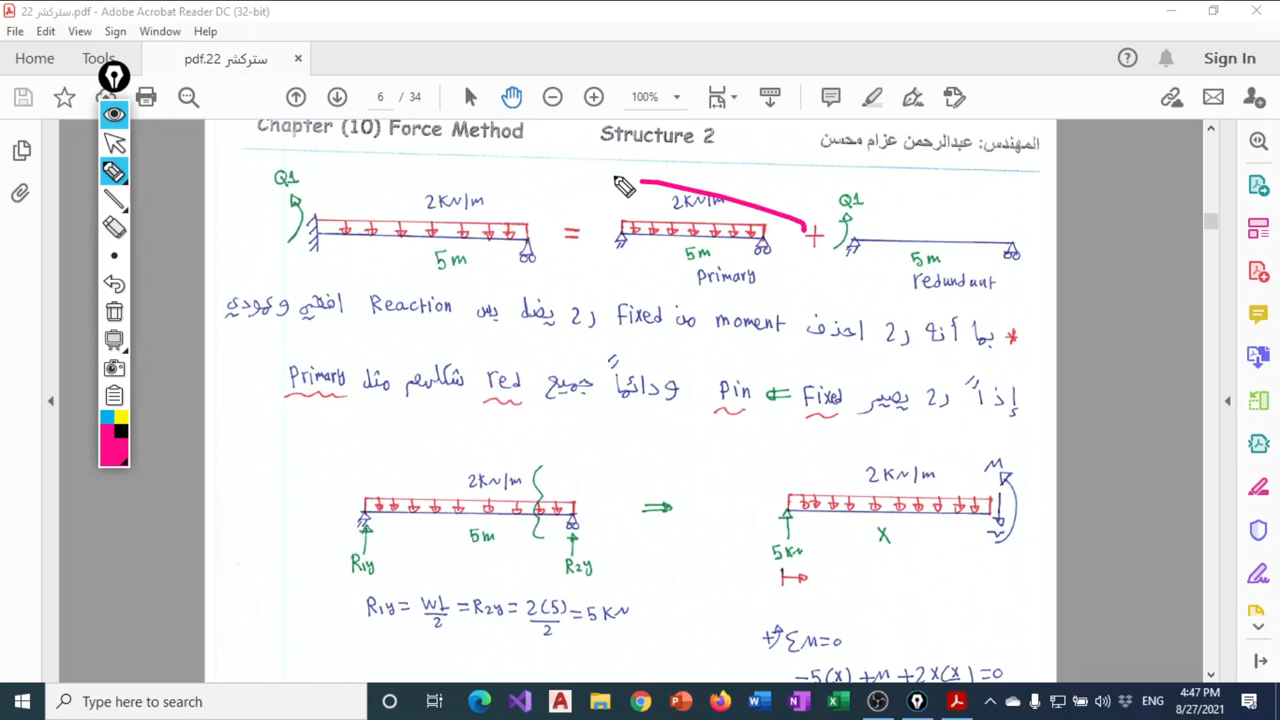 ستركشر 22.pdf - Adobe Acrobat Reader DC (32-bit)
File Edit View Sign Window Help
Home Tools ستركشر 22.pdf × Sign In
6 / 34 100%
Chapter (10) Force Method Structure 2 المهندس: عبدالرحمن عزام محسن
Q1 2KN/m = 2KN/m + Q1
5m 5m 5m
Primary redundant
* بما أنه رح احذف moment من Fixed رح يضل بس Reaction افقي وعمودي
إذاً رح يصير Fixed ⇐ Pin ودائماً جميع red شكلهم مثل Primary
2KN/m ⇒ 2KN/m M
5m X v
R1y R2y 5KN
R1y = WL/2 = R2y = 2(5)/2 = 5 KN
+ ΣM=0
-5(x) + M + 2x(x/ )=0
Type here to search
4:47 PM
8/27/2021